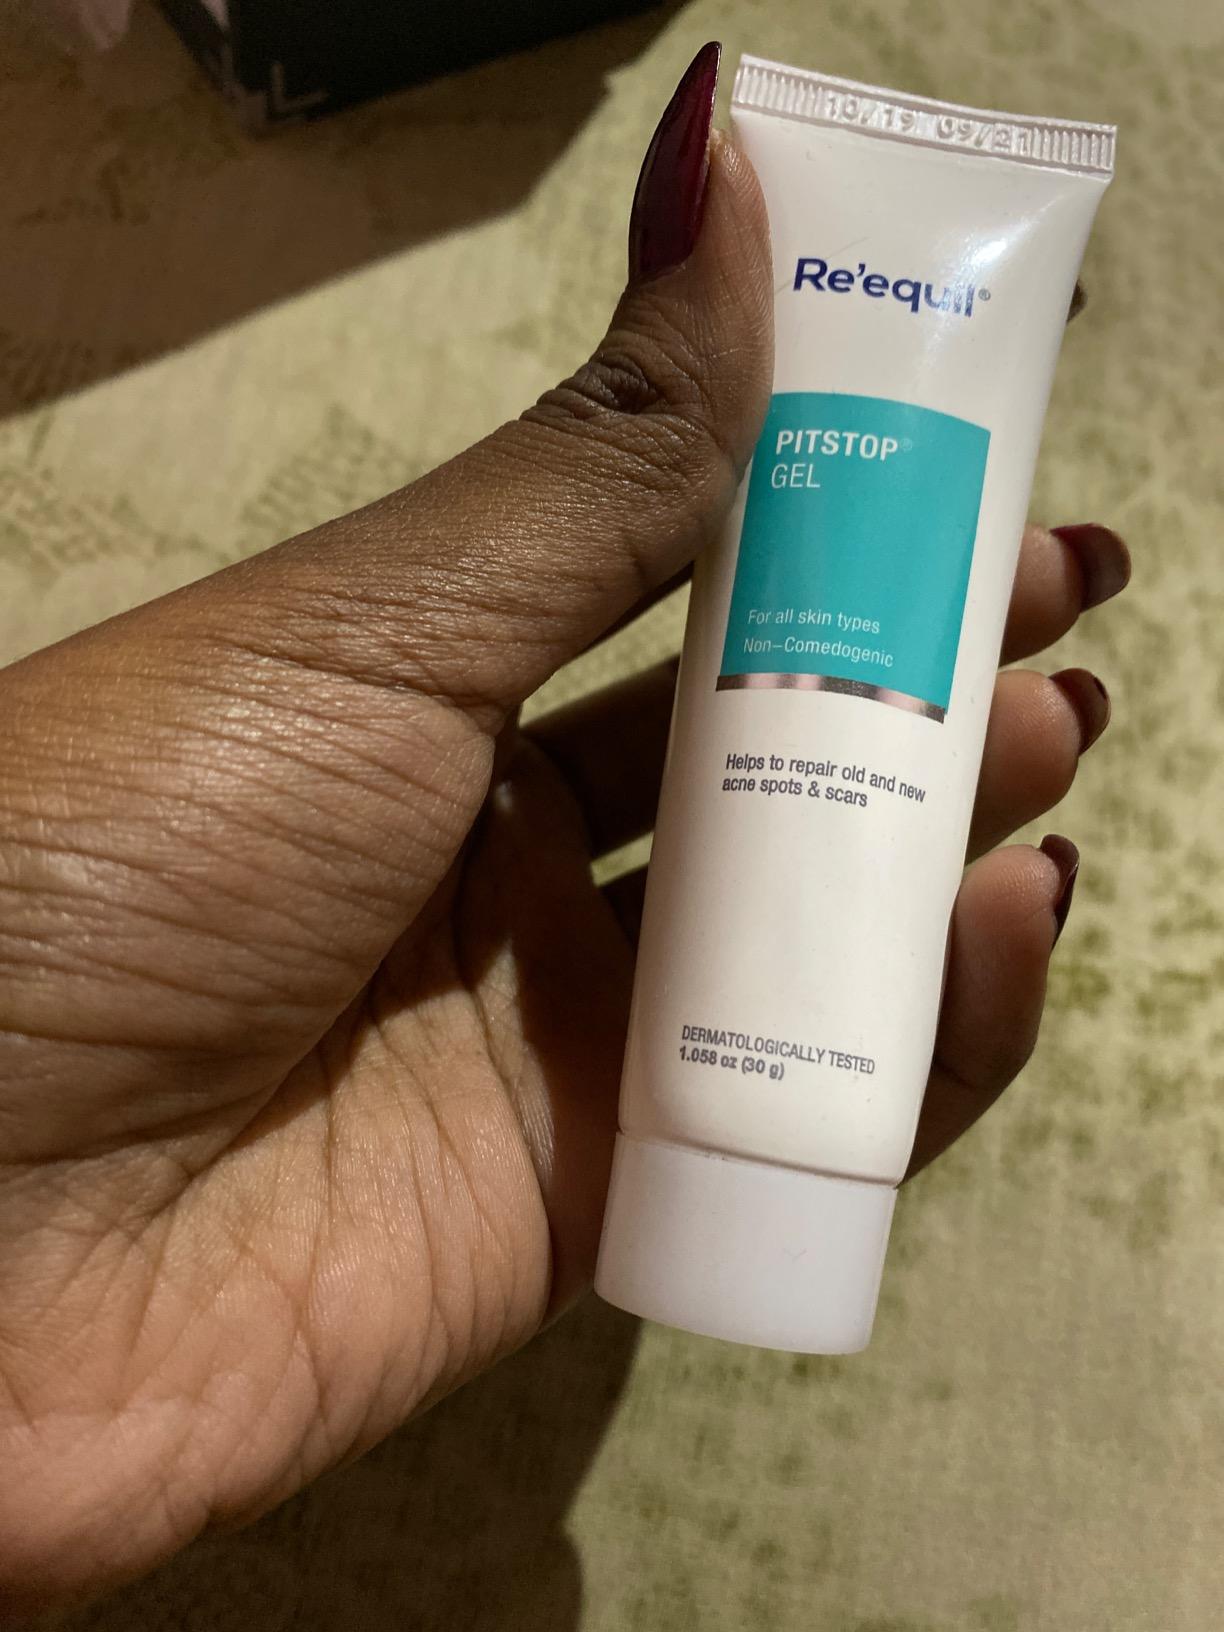 10/19 09/21
Re'equil®
PITSTOP®
GEL
For all skin types
Non-Comedogenic
Helps to repair old and new
acne spots & scars
DERMATOLOGICALLY TESTED
1.058 oz (30 g)